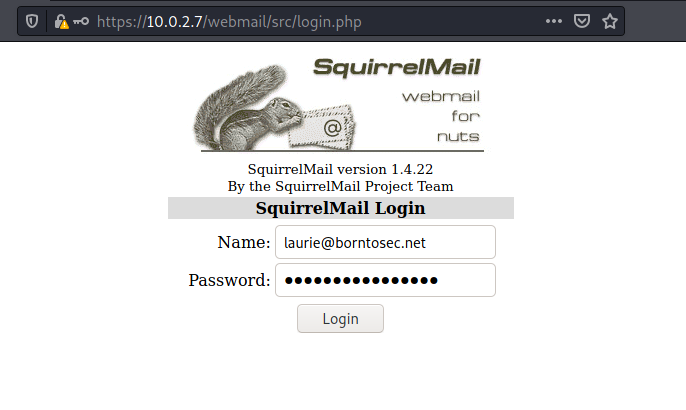 https://10.0.2.7/webmail/src/login.php
SquirrelMail
webmail
for
nuts
@
SquirrelMail version 1.4.22
By the SquirrelMail Project Team
SquirrelMail Login
Name: laurie@borntosec.net
Password: ●●●●●●●●●●●●●●●●
Login